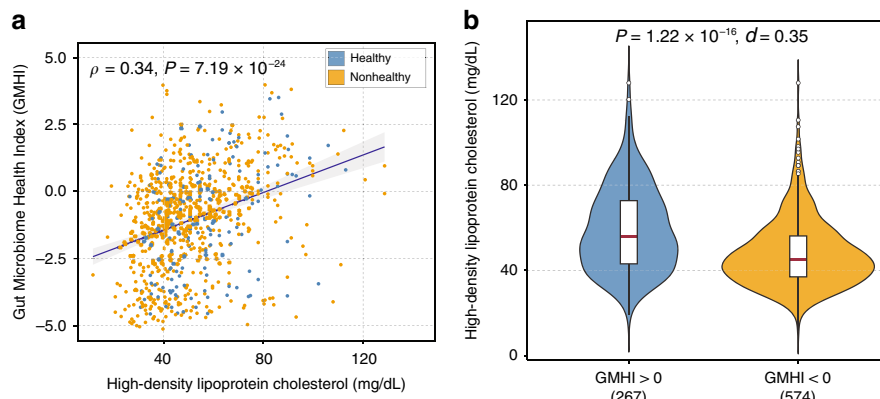 a
ρ = 0.34, P = 7.19 × 10⁻²⁴
Healthy
Nonhealthy
Gut Microbiome Health Index (GMHI)
5.0
2.5
0.0
−2.5
−5.0
40
80
120
High-density lipoprotein cholesterol (mg/dL)
b
P = 1.22 × 10⁻¹⁶, d = 0.35
High-density lipoprotein cholesterol (mg/dL)
120
80
40
0
GMHI > 0
(267)
GMHI < 0
(574)